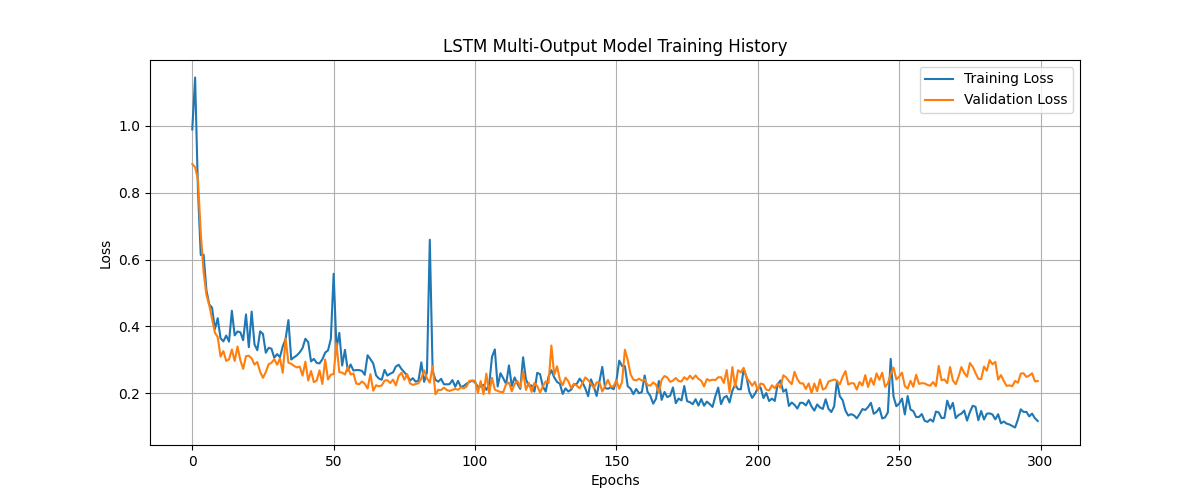 LSTM Multi-Output Model Training History
Training Loss
Validation Loss
Loss
1.0
0.8
0.6
0.4
0.2
0 50 100 150 200 250 300
Epochs